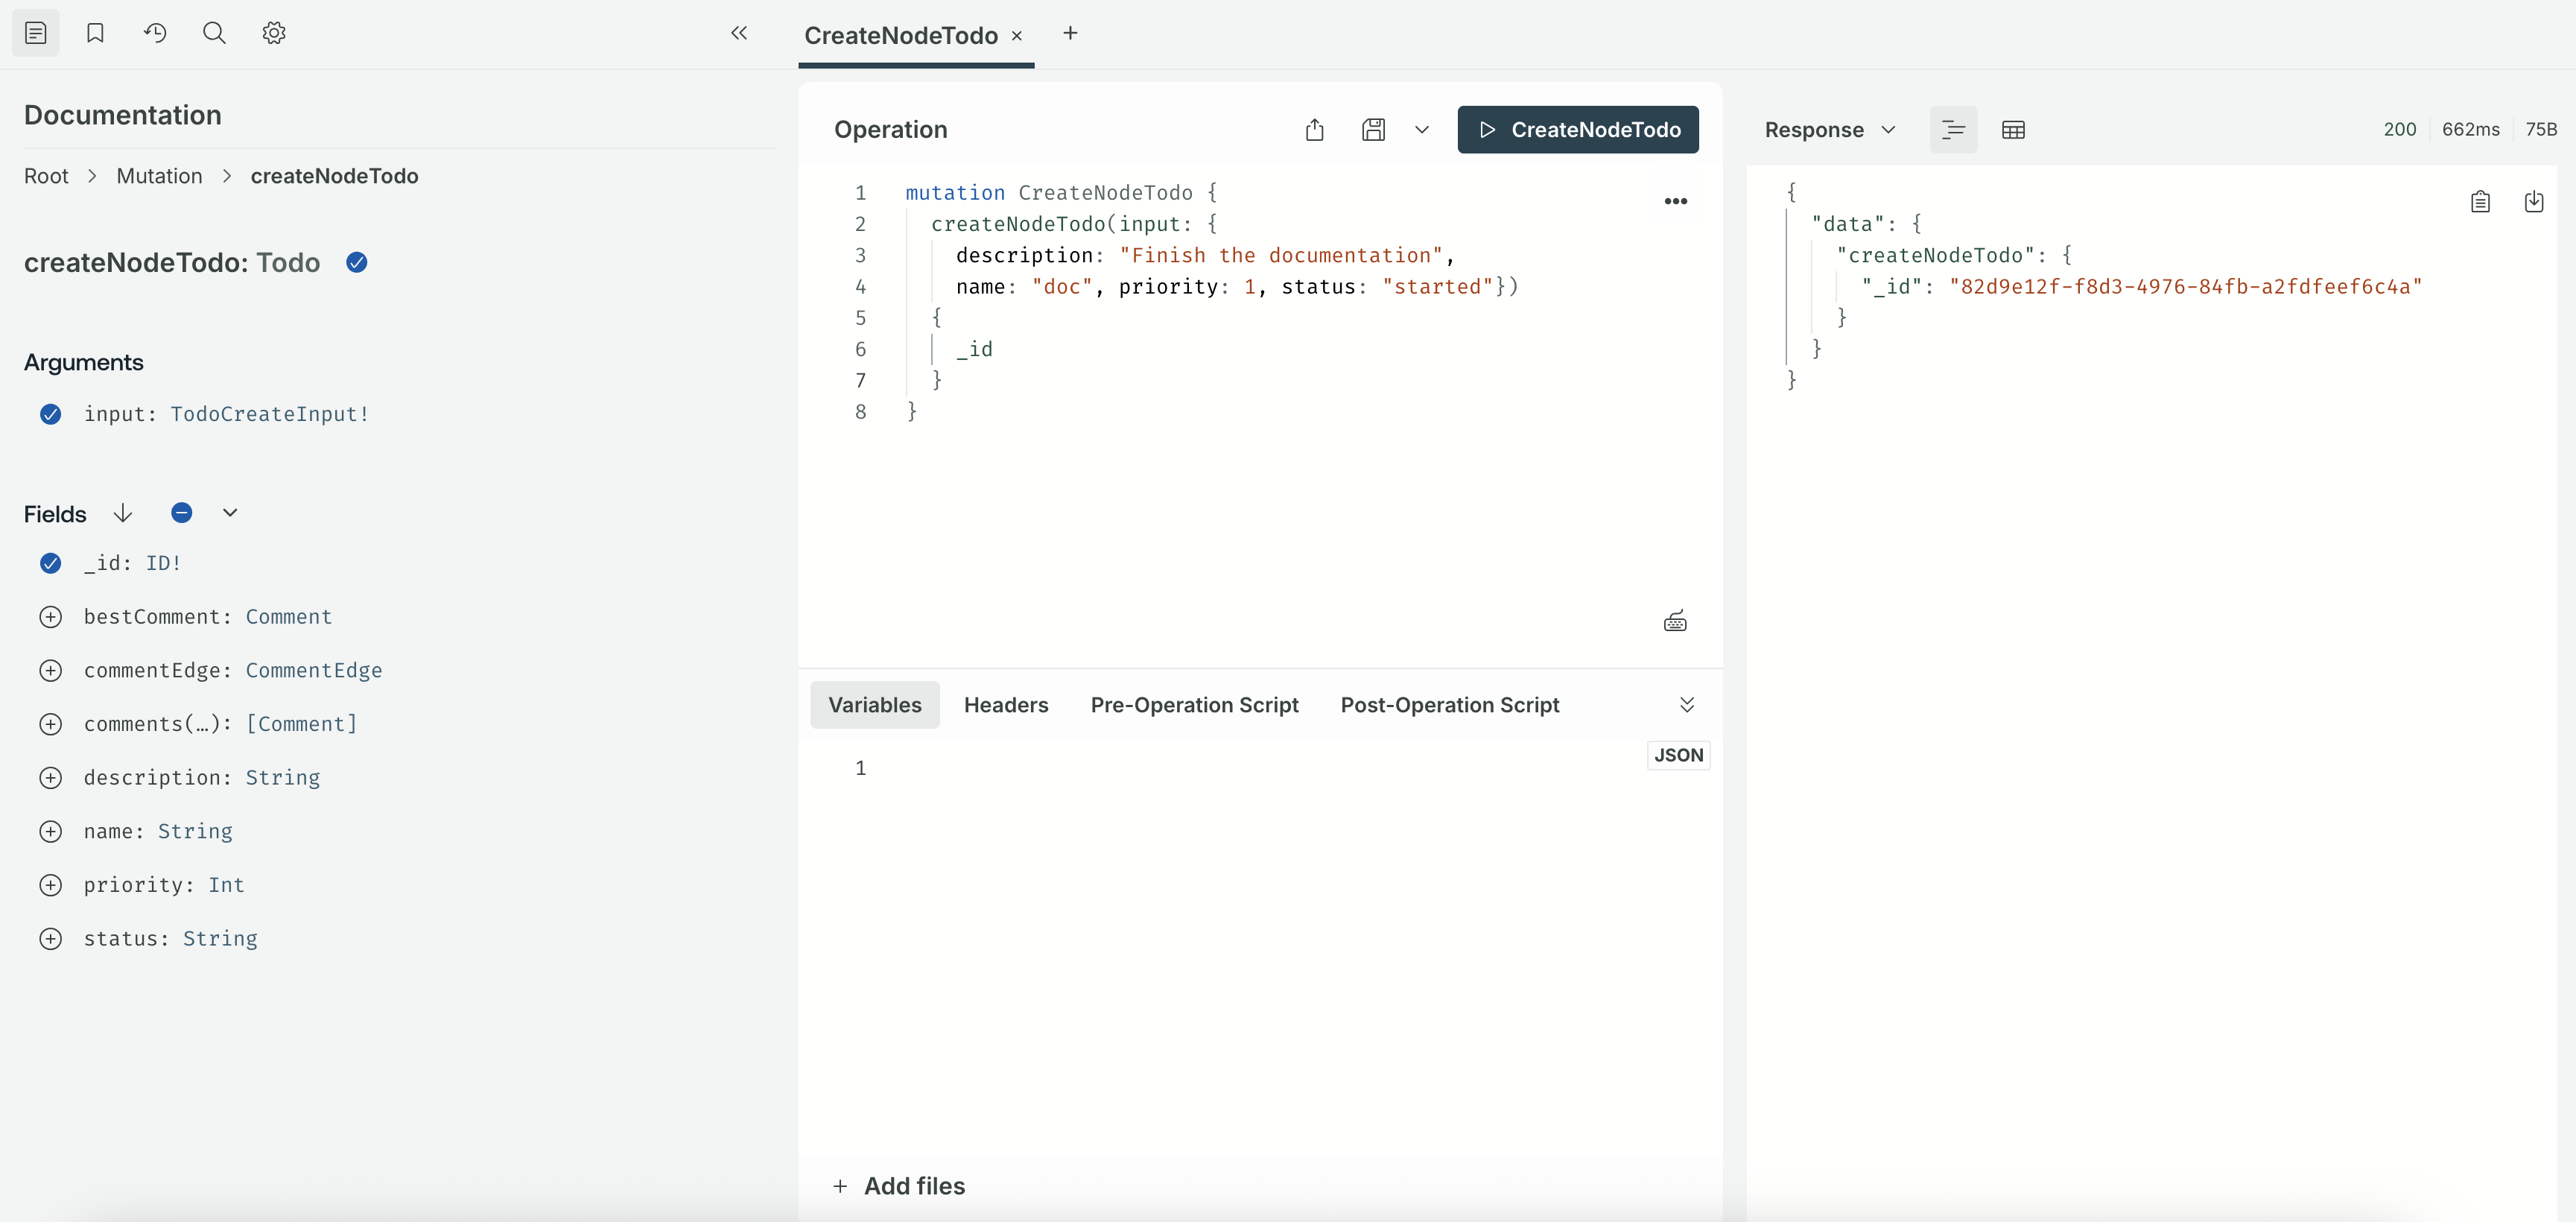 CreateNodeTodo
Documentation
Root > Mutation > createNodeTodo
createNodeTodo: Todo
Arguments
input: TodoCreateInput!
Fields
_id: ID!
bestComment: Comment
commentEdge: CommentEdge
comments(…): [Comment]
description: String
name: String
priority: Int
status: String
Operation
CreateNodeTodo
1 mutation CreateNodeTodo {
2 createNodeTodo(input: {
3 description: "Finish the documentation",
4 name: "doc", priority: 1, status: "started"})
5 {
6 _id
7 }
8 }
Variables Headers Pre-Operation Script Post-Operation Script
JSON
1
Add files
Response 200 662ms 75B
{
"data": {
"createNodeTodo": {
"_id": "82d9e12f-f8d3-4976-84fb-a2fdfeef6c4a"
}
}
}